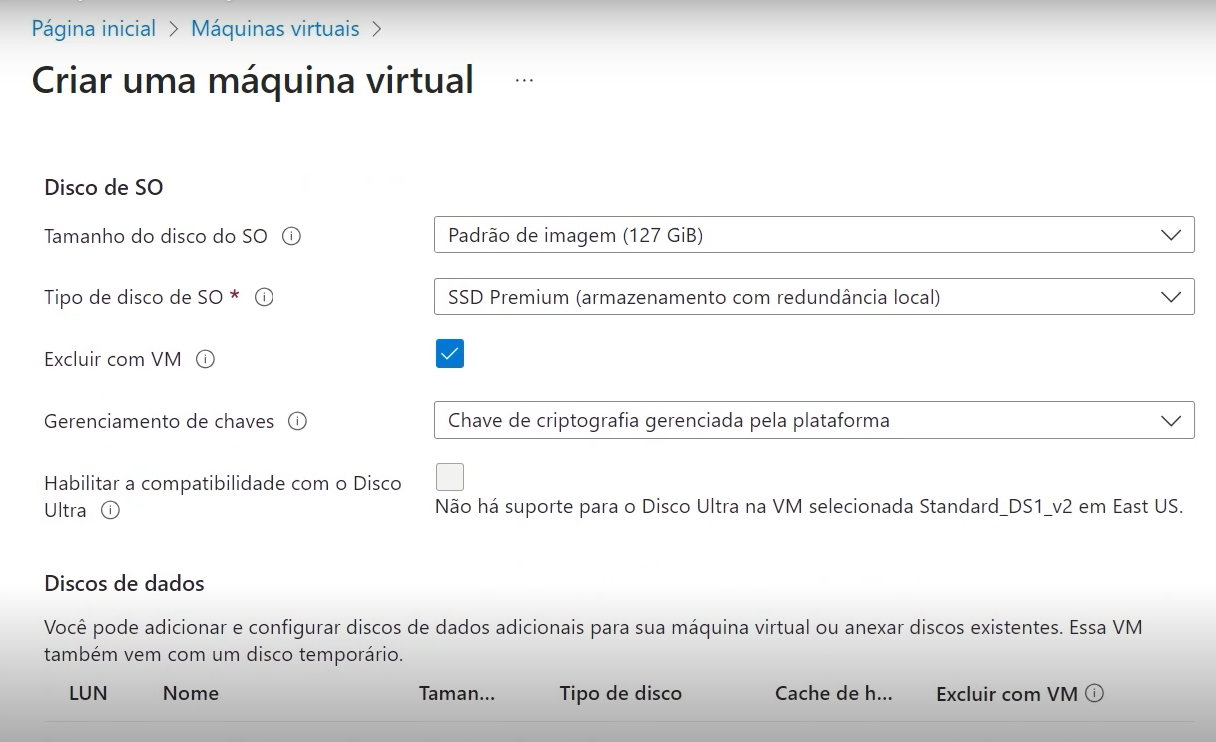 Página inicial > Máquinas virtuais >
Criar uma máquina virtual ...
Disco de SO
Tamanho do disco do SO
Padrão de imagem (127 GiB)
Tipo de disco de SO *
SSD Premium (armazenamento com redundância local)
Excluir com VM
Gerenciamento de chaves
Chave de criptografia gerenciada pela plataforma
Habilitar a compatibilidade com o Disco
Ultra
Não há suporte para o Disco Ultra na VM selecionada Standard_DS1_v2 em East US.
Discos de dados
Você pode adicionar e configurar discos de dados adicionais para sua máquina virtual ou anexar discos existentes. Essa VM
também vem com um disco temporário.
LUN Nome Taman... Tipo de disco Cache de h... Excluir com VM